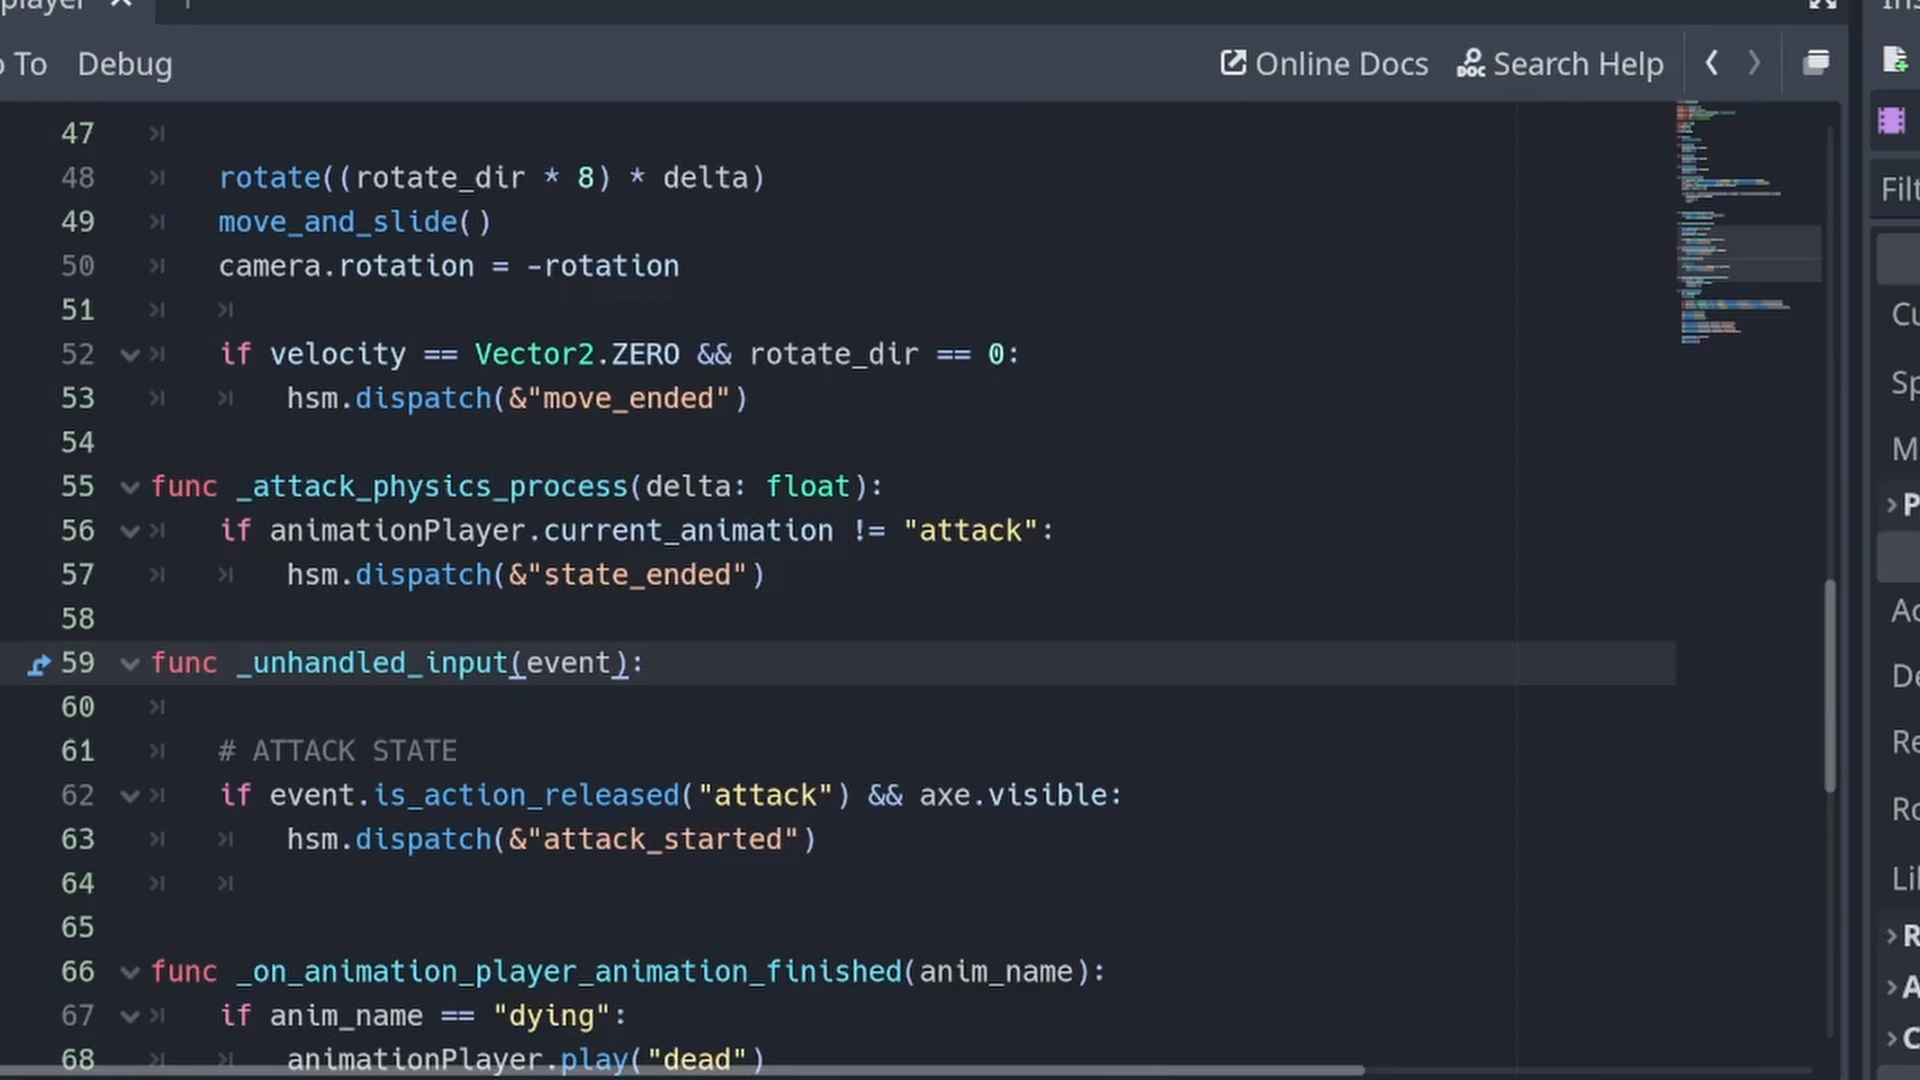 player
To Debug Online Docs Search Help
47
48 rotate((rotate_dir * 8) * delta)
49 move_and_slide()
50 camera.rotation = -rotation
51
52 if velocity == Vector2.ZERO && rotate_dir == 0:
53 hsm.dispatch(&"move_ended")
54
55 func _attack_physics_process(delta: float):
56 if animationPlayer.current_animation != "attack":
57 hsm.dispatch(&"state_ended")
58
59 func _unhandled_input(event):
60
61 # ATTACK STATE
62 if event.is_action_released("attack") && axe.visible:
63 hsm.dispatch(&"attack_started")
64
65
66 func _on_animation_player_animation_finished(anim_name):
67 if anim_name == "dying":
68 animationPlayer.play("dead")